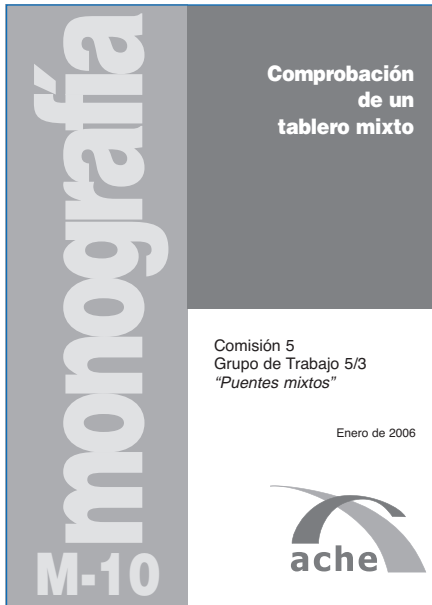 monografía
M-10
Comprobación
de un
tablero mixto
Comisión 5
Grupo de Trabajo 5/3
“Puentes mixtos”
Enero de 2006
ache